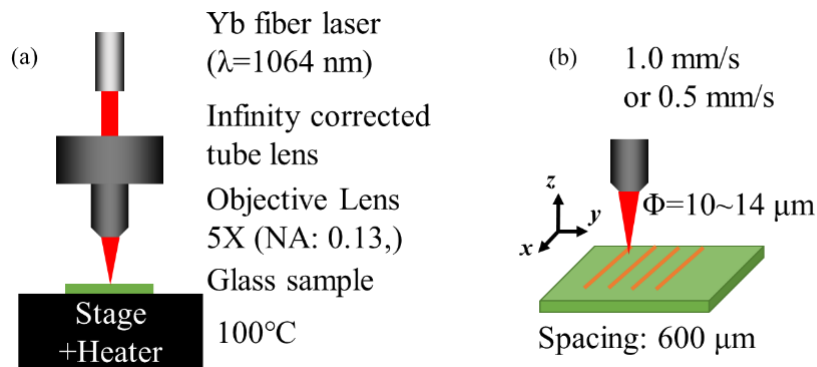 (a)
Yb fiber laser
(λ=1064 nm)
Infinity corrected
tube lens
Objective Lens
5X (NA: 0.13,)
Glass sample
Stage
+Heater
100℃
(b)
1.0 mm/s
or 0.5 mm/s
z
y
x
Φ=10~14 μm
Spacing: 600 μm